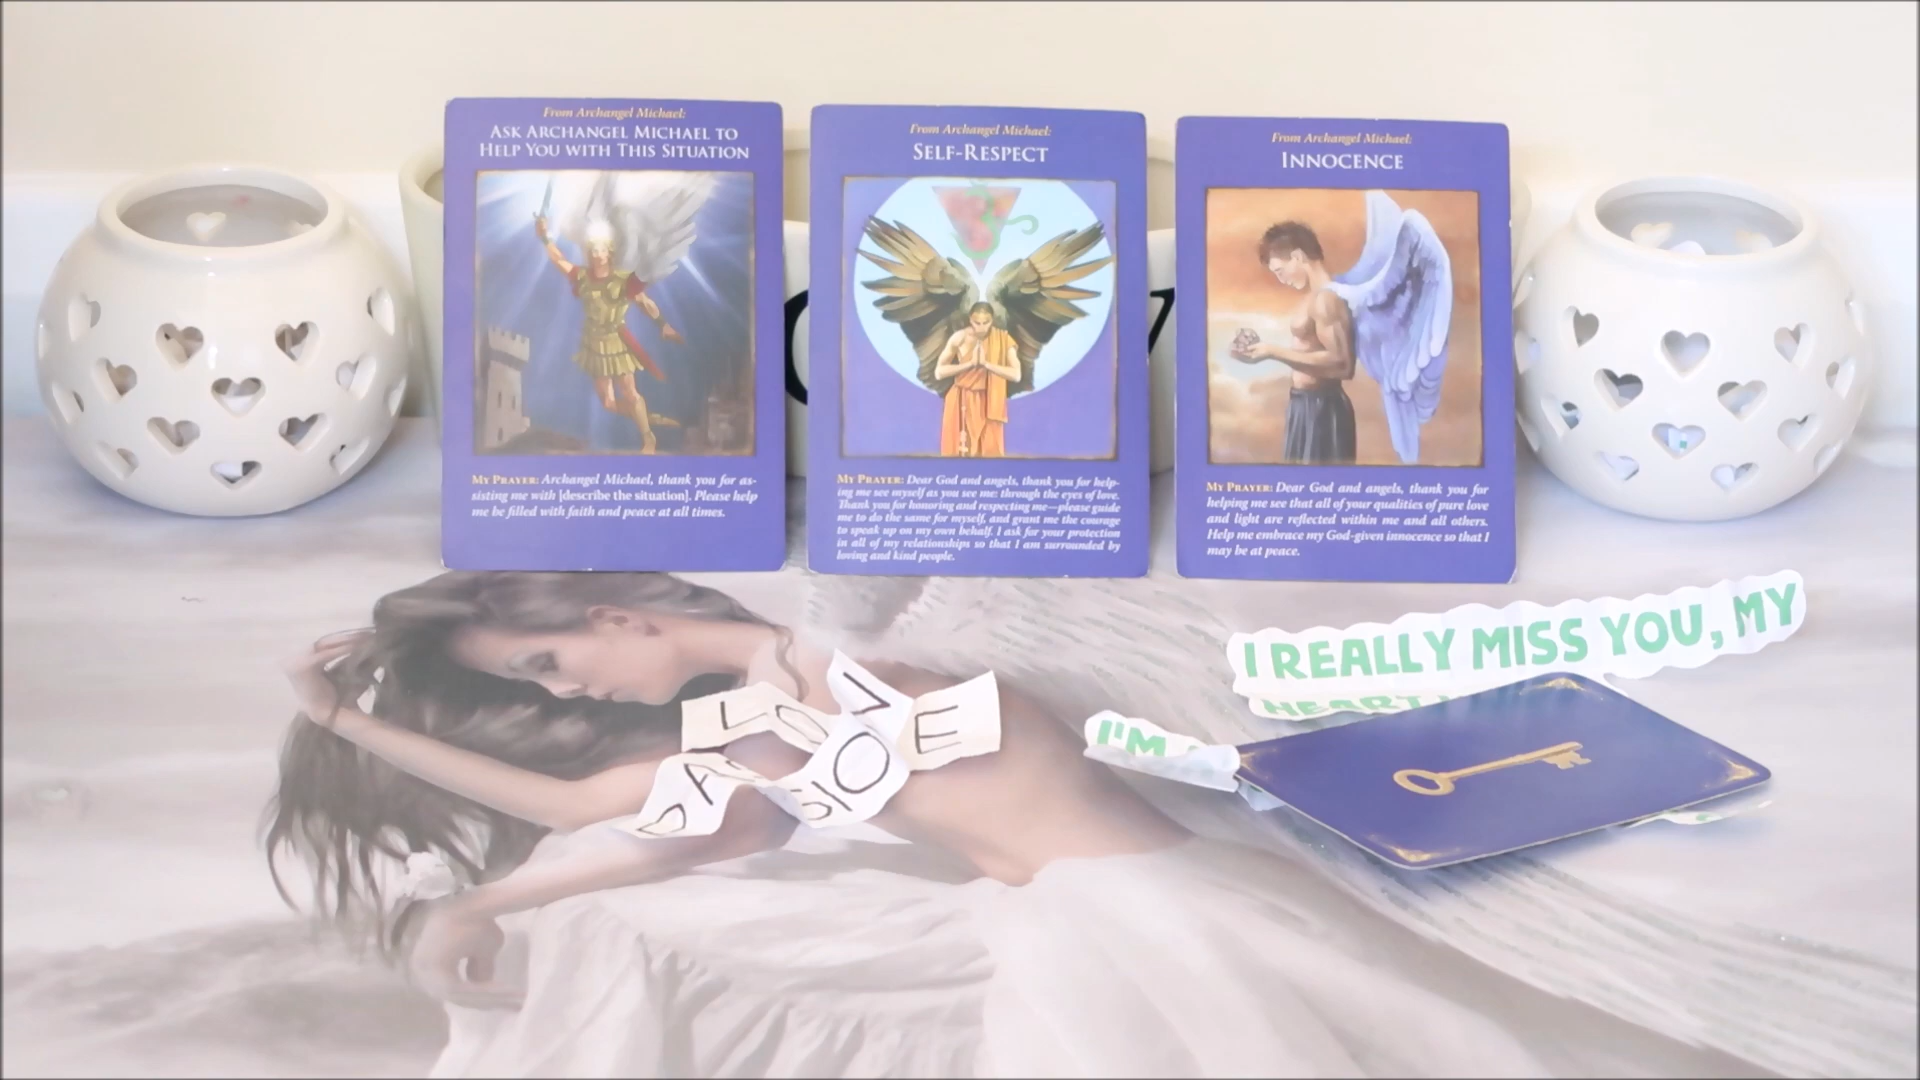 From Archangel Michael:
ASK ARCHANGEL MICHAEL TO
HELP YOU WITH THIS SITUATION
MY PRAYER: Archangel Michael, thank you for as-
sisting me with [describe the situation]. Please help
me be filled with faith and peace at all times.
From Archangel Michael:
SELF-RESPECT
MY PRAYER: Dear God and angels, thank you for help-
ing me see myself as you see me: through the eyes of love.
Thank you for honoring and respecting me—please guide
me to do the same for myself, and grant me the courage
to speak up on my own behalf. I ask for your protection
in all of my relationships so that I am surrounded by
loving and kind people.
From Archangel Michael:
INNOCENCE
MY PRAYER: Dear God and angels, thank you for
helping me see that all of your qualities of pure love
and light are reflected within me and all others.
Help me embrace my God-given innocence so that I
may be at peace.
I REALLY MISS YOU, MY
HEART
I'M
LOVE